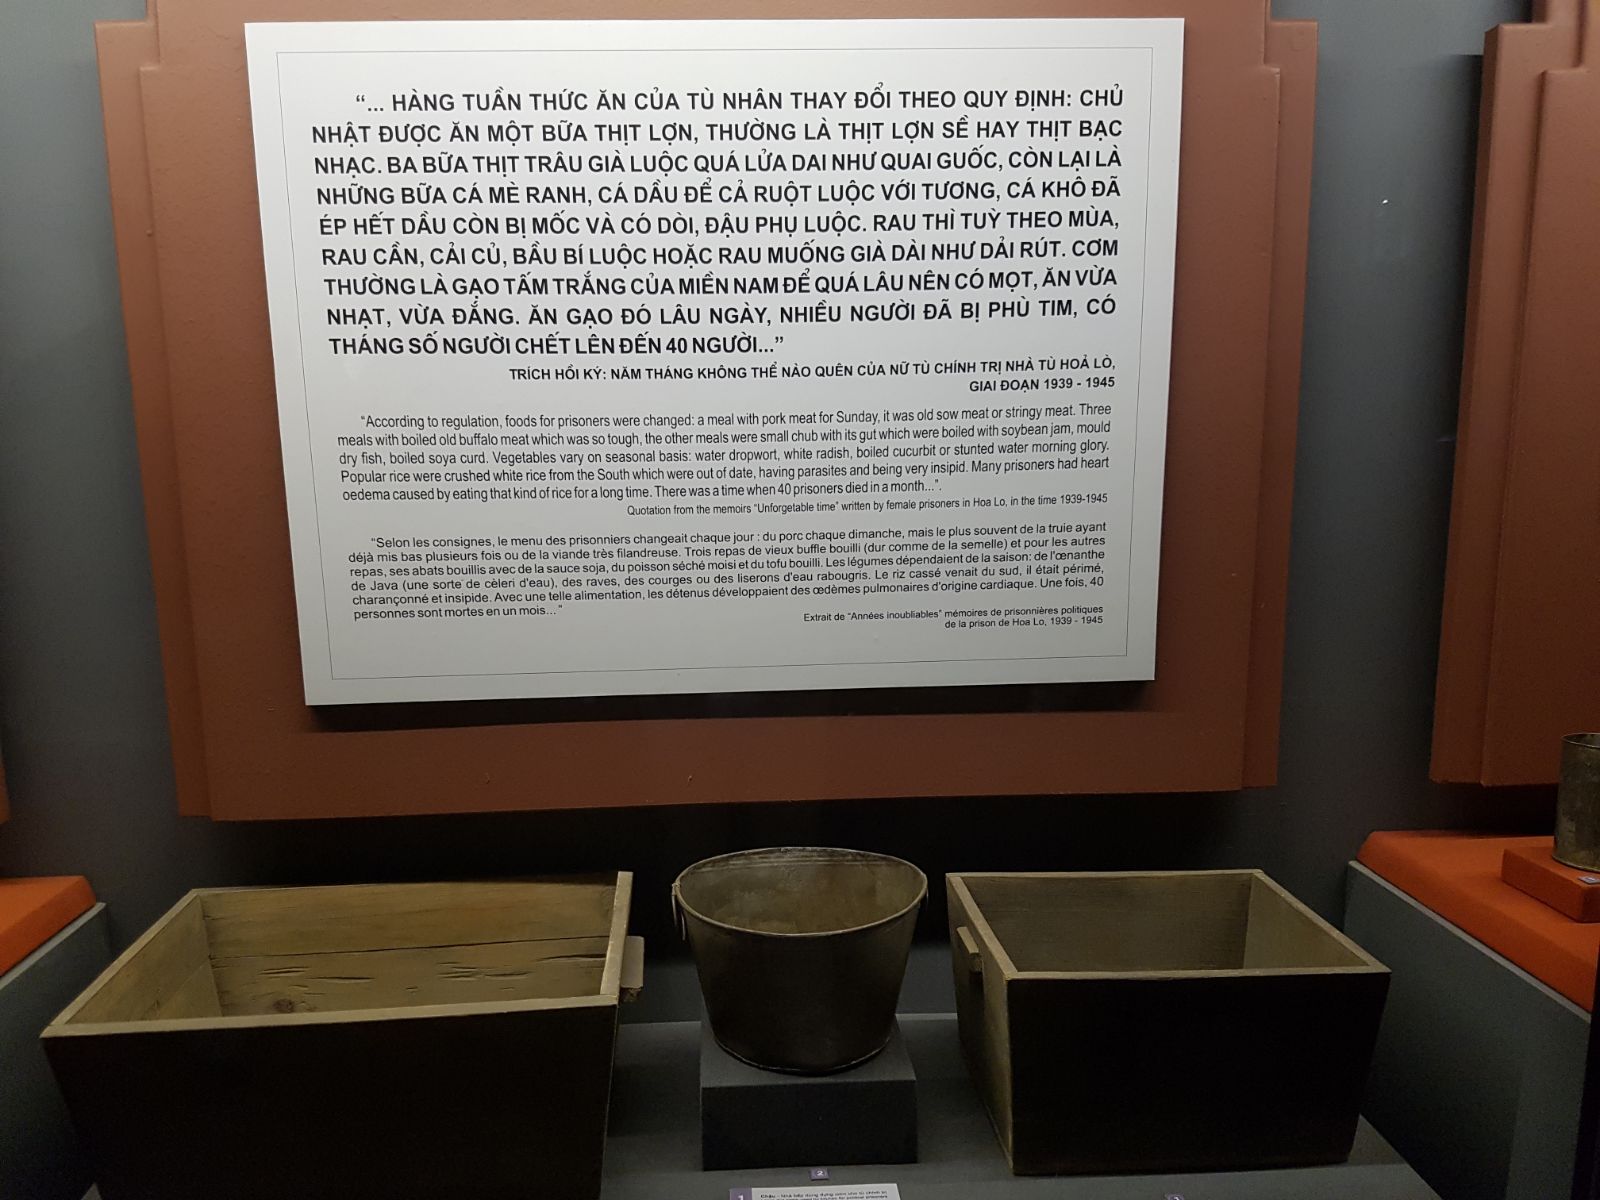 “... HÀNG TUẦN THỨC ĂN CỦA TÙ NHÂN THAY ĐỔI THEO QUY ĐỊNH: CHỦ
NHẬT ĐƯỢC ĂN MỘT BỮA THỊT LỢN, THƯỜNG LÀ THỊT LỢN SỀ HAY THỊT BẠC
NHẠC. BA BỮA THỊT TRÂU GIÀ LUỘC QUÁ LỬA DAI NHƯ QUAI GUỐC, CÒN LẠI LÀ
NHỮNG BỮA CÁ MÈ RANH, CÁ DẦU ĐỂ CẢ RUỘT LUỘC VỚI TƯƠNG, CÁ KHÔ ĐÃ
ÉP HẾT DẦU CÒN BỊ MỐC VÀ CÓ DÒI, ĐẬU PHỤ LUỘC. RAU THÌ TUỲ THEO MÙA,
RAU CẦN, CẢI CỦ, BẦU BÍ LUỘC HOẶC RAU MUỐNG GIÀ DÀI NHƯ DẢI RÚT. CƠM
THƯỜNG LÀ GẠO TẤM TRẮNG CỦA MIỀN NAM ĐỂ QUÁ LÂU NÊN CÓ MỌT, ĂN VỪA
NHẠT, VỪA ĐẮNG. ĂN GẠO ĐÓ LÂU NGÀY, NHIỀU NGƯỜI ĐÃ BỊ PHÙ TIM, CÓ
THÁNG SỐ NGƯỜI CHẾT LÊN ĐẾN 40 NGƯỜI...”
TRÍCH HỒI KÝ: NĂM THÁNG KHÔNG THỂ NÀO QUÊN CỦA NỮ TÙ CHÍNH TRỊ NHÀ TÙ HOẢ LÒ,
GIAI ĐOẠN 1939 - 1945
“According to regulation, foods for prisoners were changed: a meal with pork meat for Sunday, it was old sow meat or stringy meat. Three
meals with boiled old buffalo meat which was so tough, the other meals were small chub with its gut which were boiled with soybean jam, mould
dry fish, boiled soya curd. Vegetables vary on seasonal basis: water dropwort, white radish, boiled cucurbit or stunted water morning glory.
Popular rice were crushed white rice from the South which were out of date, having parasites and being very insipid. Many prisoners had heart
oedema caused by eating that kind of rice for a long time. There was a time when 40 prisoners died in a month...”.
Quotation from the memoirs “Unforgetable time” written by female prisoners in Hoa Lo, in the time 1939-1945
“Selon les consignes, le menu des prisonniers changeait chaque jour : du porc chaque dimanche, mais le plus souvent de la truie ayant
déjà mis bas plusieurs fois ou de la viande très filandreuse. Trois repas de vieux buffle bouilli (dur comme de la semelle) et pour les autres
repas, ses abats bouillis avec de la sauce soja, du poisson séché moisi et du tofu bouilli. Les légumes dépendaient de la saison: de l'œnanthe
de Java (une sorte de cèleri d'eau), des raves, des courges ou des liserons d'eau rabougris. Le riz cassé venait du sud, il était périmé,
charançonné et insipide. Avec une telle alimentation, les détenus développaient des œdèmes pulmonaires d'origine cardiaque. Une fois, 40
personnes sont mortes en un mois...”
Extrait de “Années inoubliables” mémoires de prisonnières politiques
de la prison de Hoa Lo, 1939 - 1945
2
1